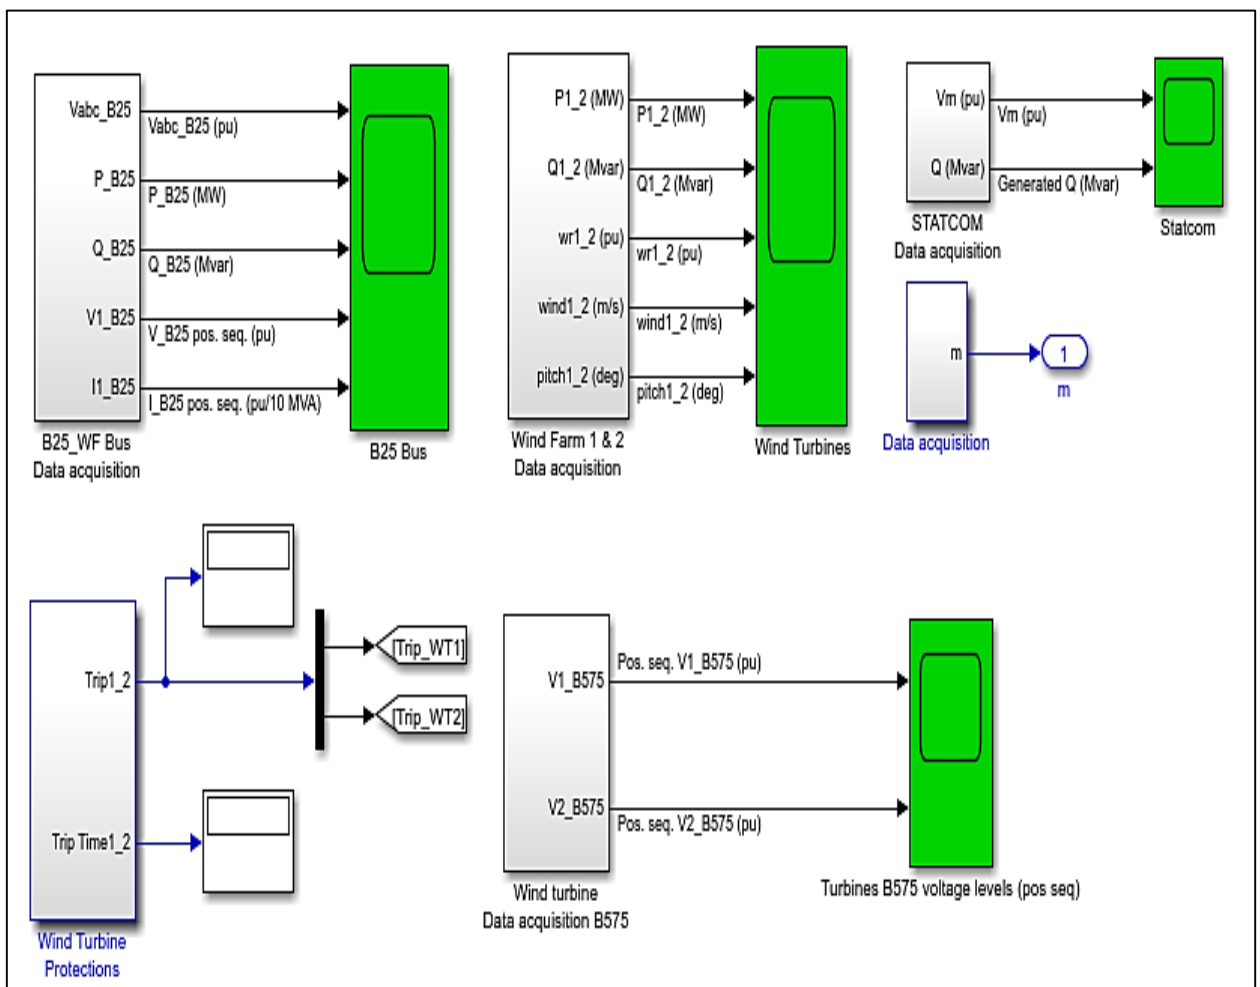 Vabc_B25
Vabc_B25 (pu)
P_B25
P_B25 (MW)
Q_B25
Q_B25 (Mvar)
V1_B25
V_B25 pos. seq. (pu)
I1_B25
I_B25 pos. seq. (pu/10 MVA)
B25_WF Bus
Data acquisition
B25 Bus
P1_2 (MW)
P1_2 (MW)
Q1_2 (Mvar)
Q1_2 (Mvar)
wr1_2 (pu)
wr1_2 (pu)
wind1_2 (m/s)
wind1_2 (m/s)
pitch1_2 (deg)
pitch1_2 (deg)
Wind Farm 1 & 2
Data acquisition
Wind Turbines
Vm (pu)
Vm (pu)
Q (Mvar)
Generated Q (Mvar)
STATCOM
Data acquisition
Statcom
m
1
m
Data acquisition
Trip1_2
[Trip_WT1]
[Trip_WT2]
Trip Time1_2
Wind Turbine
Protections
V1_B575
Pos. seq. V1_B575 (pu)
V2_B575
Pos. seq. V2_B575 (pu)
Wind turbine
Data acquisition B575
Turbines B575 voltage levels (pos seq)